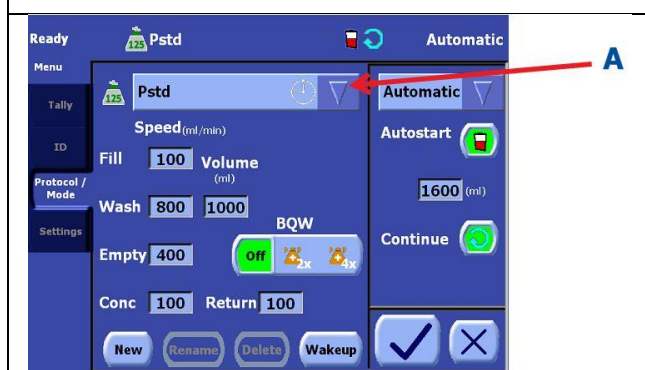 Ready 125 Pstd Automatic
A
Menu
Tally
ID
Protocol /
Mode
Settings
125 Pstd
Automatic
Speed(ml/min)
Fill 100 Volume
(ml)
Wash 800 1000
BQW
Empty 400 Off 2x 4x
Conc 100 Return 100
New Rename Delete Wakeup
Autostart
1600 (ml)
Continue